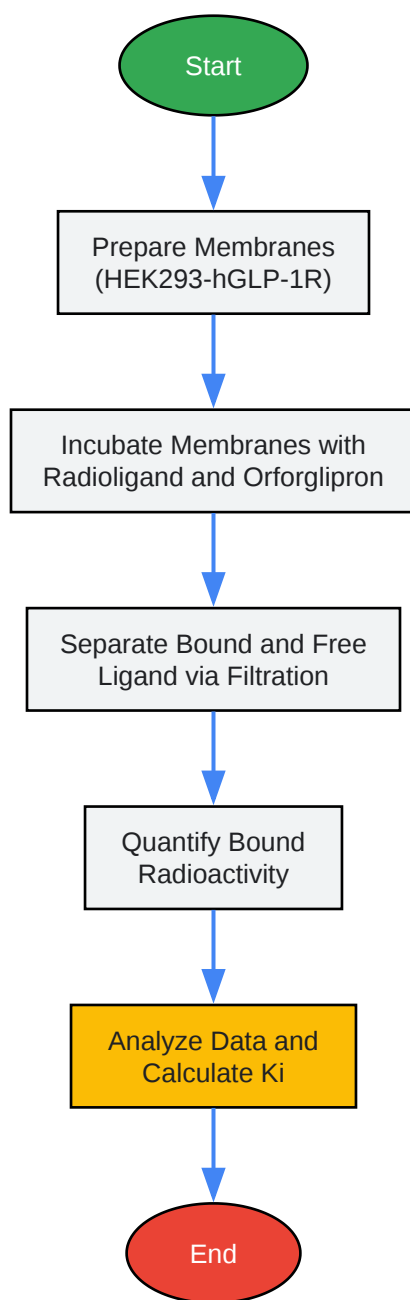 Start
Prepare Membranes
(HEK293-hGLP-1R)
Incubate Membranes with
Radioligand and Orforglipron
Separate Bound and Free
Ligand via Filtration
Quantify Bound
Radioactivity
Analyze Data and
Calculate Ki
End